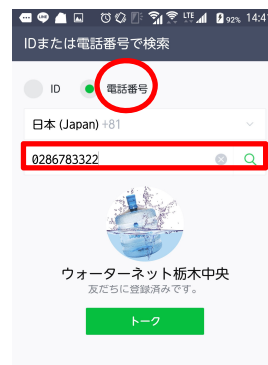 LTE 92% 14:41
IDまたは電話番号で検索
ID 電話番号
日本 (Japan) +81
0286783322
ウォーターネット栃木中央
友だちに登録済みです。
トーク